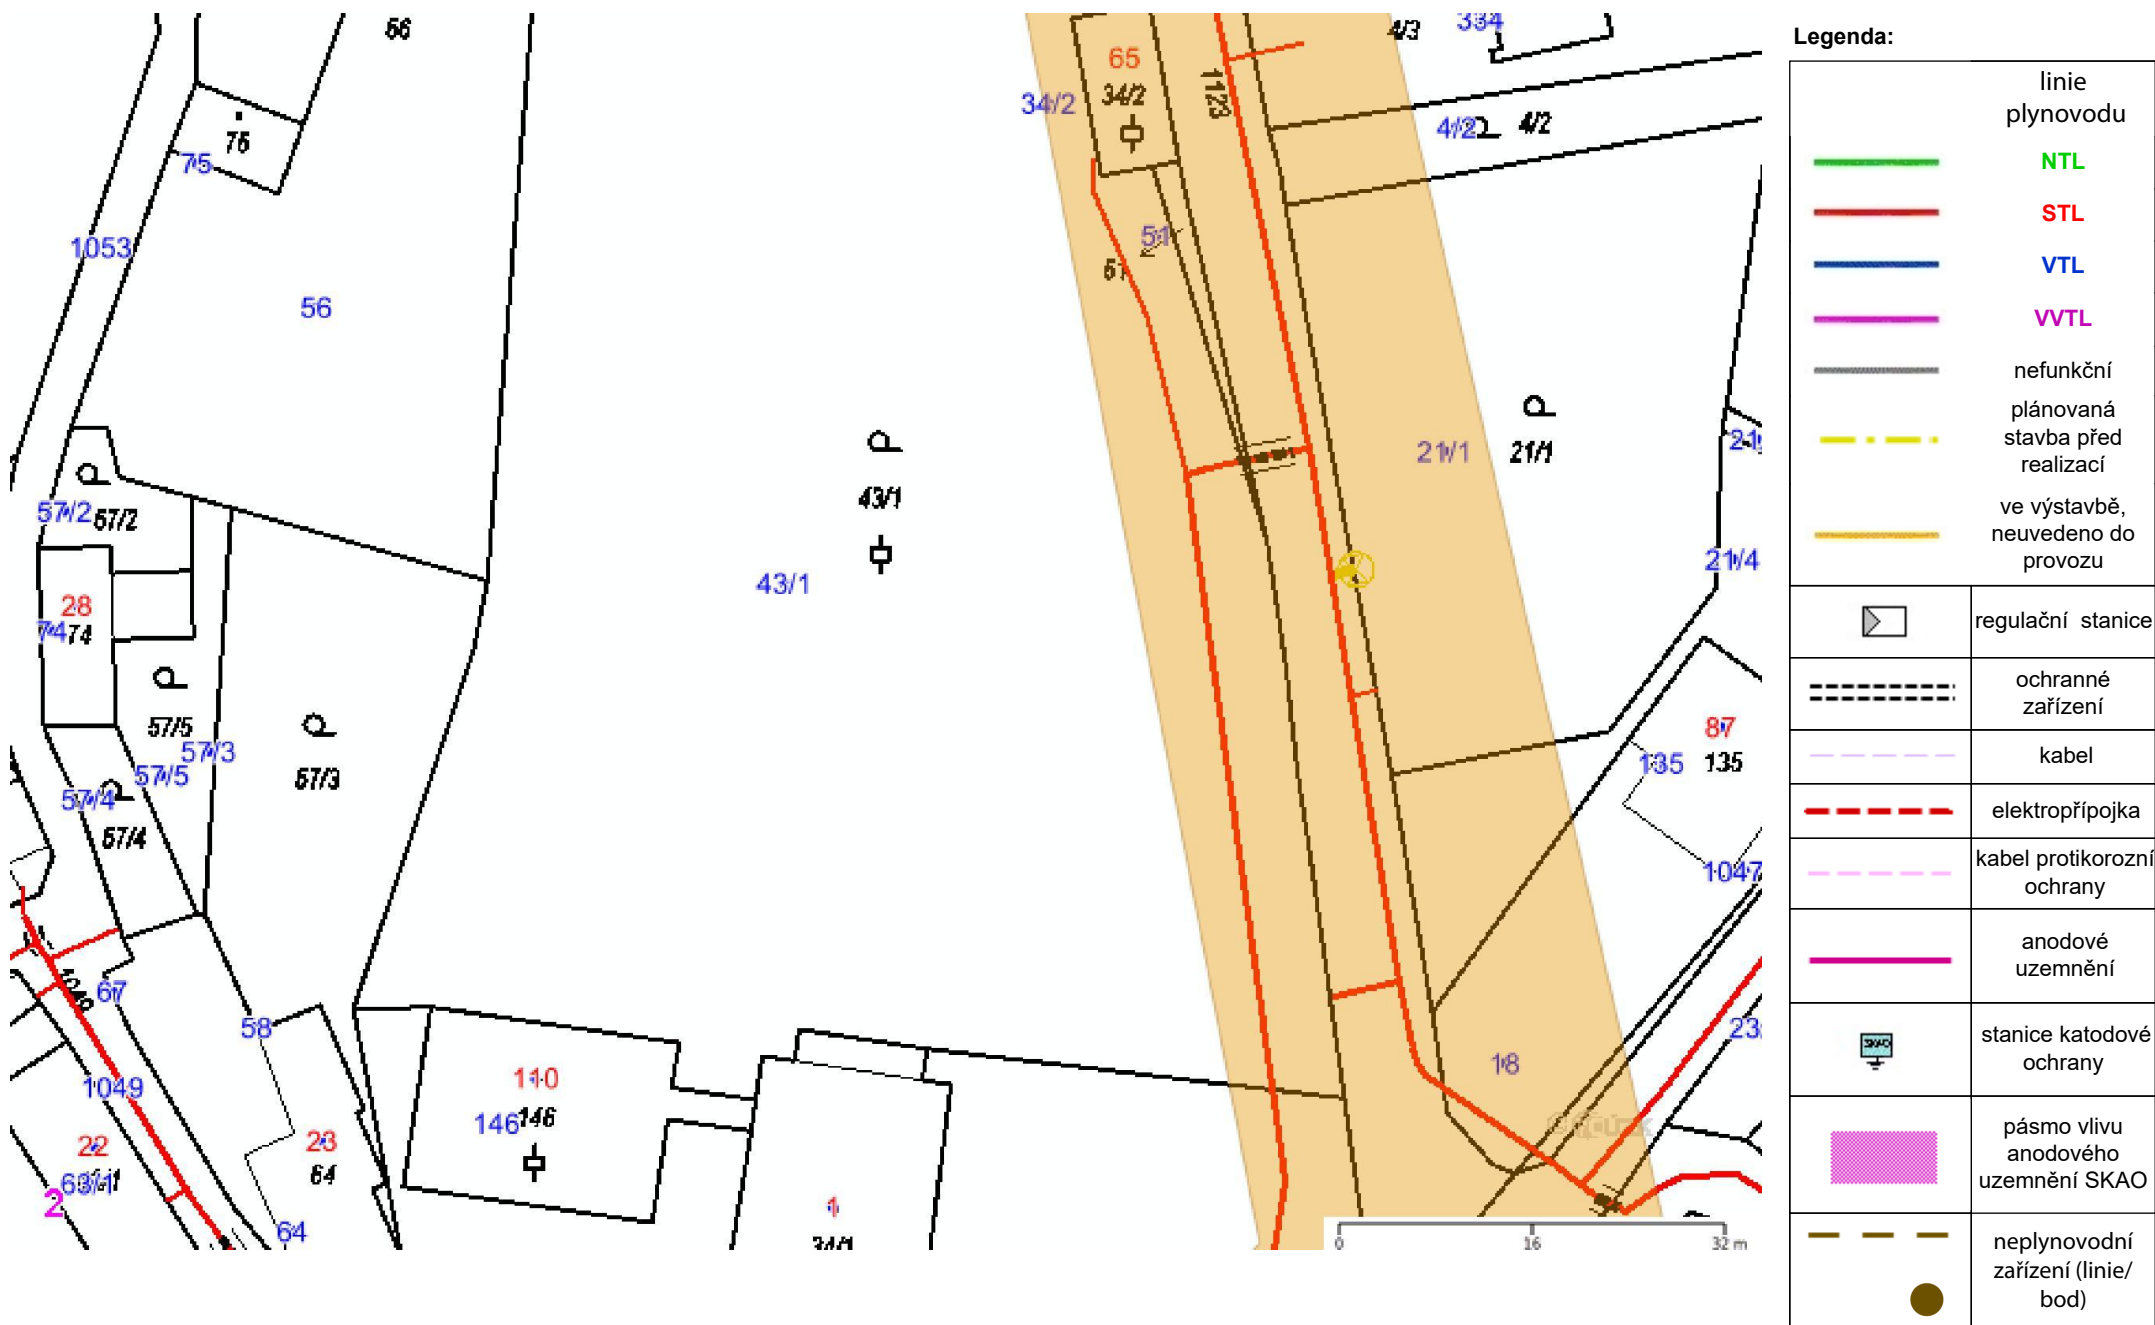 66
65
34/2
34/2
1123
4/3
334
4/2
4/2
76
75
1053
56
51
43/1
43/1
21/1
21/1
57/2
57/2
28
74
74
57/5
57/3
57/5
57/3
57/4
57/4
21/4
87
135
135
1047
67
58
23
18
110
146
146
1049
22
63/1
2
23
64
64
1
34/1
0
16
32 m
Legenda:
linie
plynovodu
NTL
STL
VTL
VVTL
nefunkční
plánovaná
stavba před
realizací
ve výstavbě,
neuvedeno do
provozu
regulační stanice
ochranné
zařízení
kabel
elektropřípojka
kabel protikorozní
ochrany
anodové
uzemnění
SKAO
stanice katodové
ochrany
pásmo vlivu
anodového
uzemnění SKAO
neplynovodní
zařízení (linie/
bod)